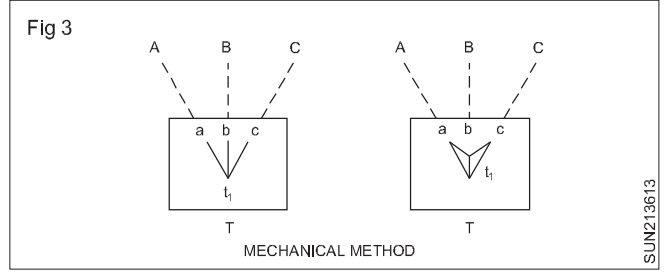 Fig 3
A B C A B C
a b c a b c
t₁ t₁
T T
MECHANICAL METHOD
SUN213613